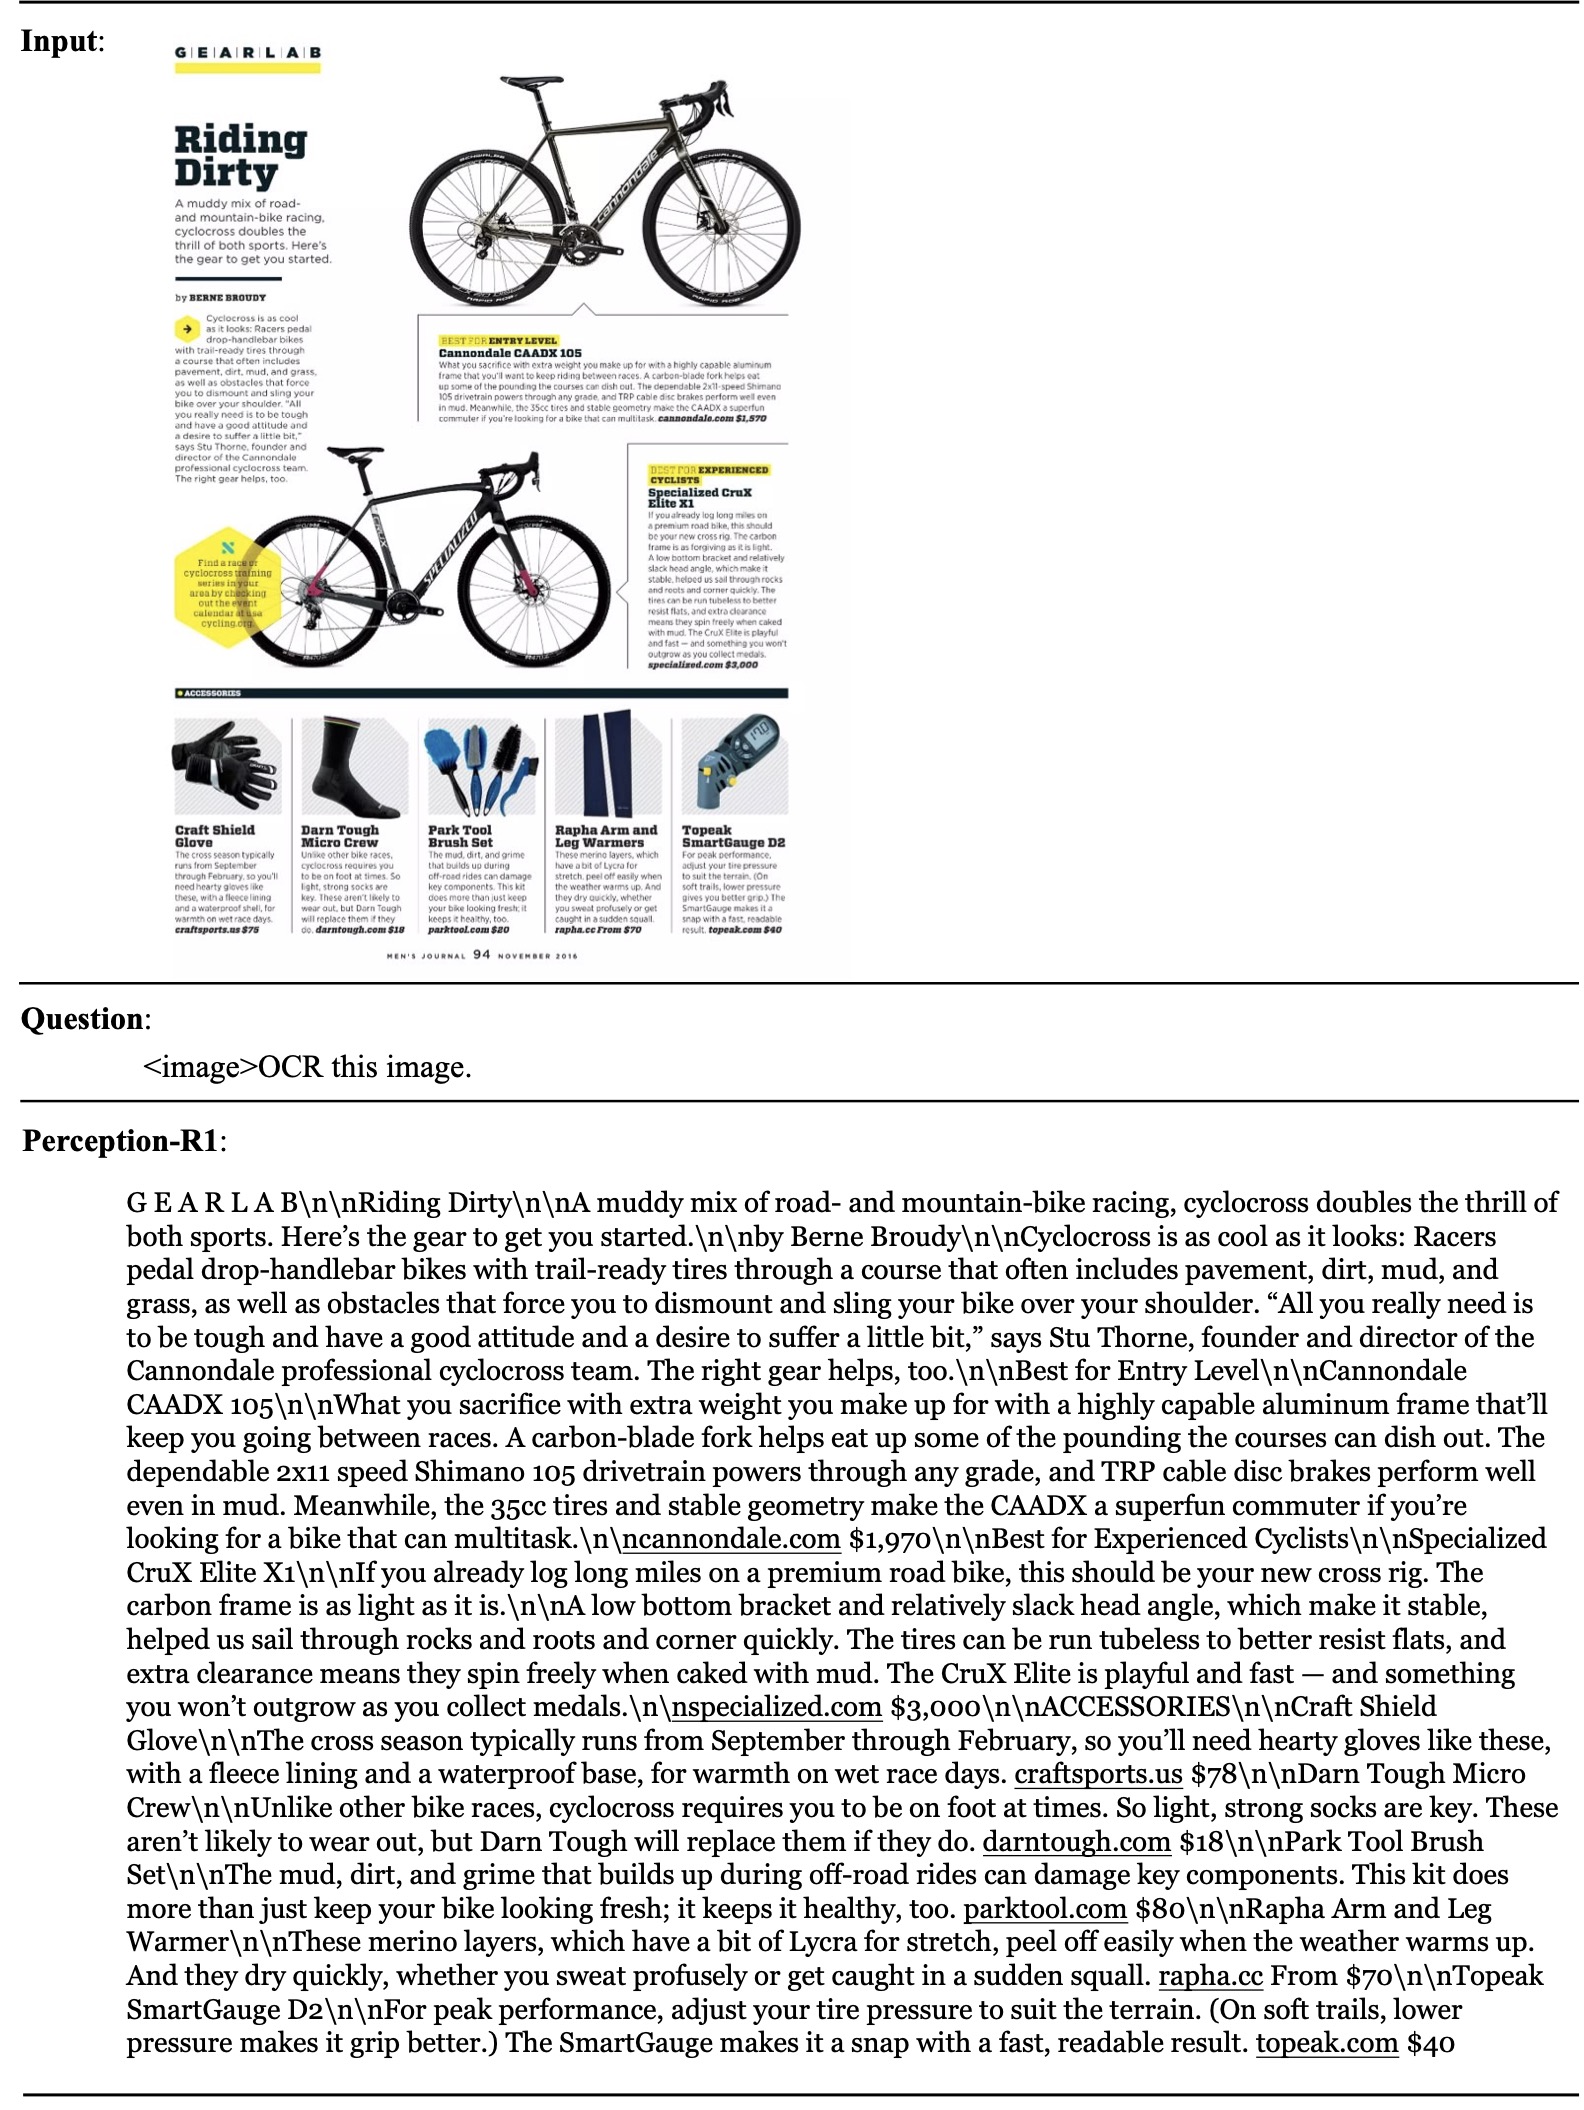 Input:
G|E|A|R|L|A|B
Riding
Dirty
A muddy mix of road-
and mountain-bike racing,
cyclocross doubles the
thrill of both sports. Here's
the gear to get you started.
by BERNE BROUDY
Cyclocross is as cool
as it looks: Racers pedal
drop-handlebar bikes
with trail-ready tires through
a course that often includes
pavement, dirt, mud, and grass,
as well as obstacles that force
you to dismount and sling your
bike over your shoulder. "All
you really need is to be tough
and have a good attitude and
a desire to suffer a little bit,"
says Stu Thorne, founder and
director of the Cannondale
professional cyclocross team.
The right gear helps, too.
SCHWALBE
SCHWALBE
cannondale
RAPID ROB
RAPID ROB
BEST FOR ENTRY LEVEL
Cannondale CAADX 105
What you sacrifice with extra weight you make up for with a highly capable aluminum
frame that you'll want to keep riding between races. A carbon-blade fork helps eat
up some of the pounding the courses can dish out. The dependable 2x11-speed Shimano
105 drivetrain powers through any grade, and TRP cable disc brakes perform well even
in mud. Meanwhile, the 35cc tires and stable geometry make the CAADX a superfun
commuter if you're looking for a bike that can multitask. cannondale.com $1,570
CRUX
SPECIALIZED
Find a race or
cyclocross training
series in your
area by checking
out the event
calendar at usa
cycling.org.
BEST FOR EXPERIENCED
CYCLISTS
Specialized CruX
Elite X1
If you already log long miles on
a premium road bike, this should
be your new cross rig. The carbon
frame is as forgiving as it is light.
A low bottom bracket and relatively
slack head angle, which make it
stable, helped us sail through rocks
and roots and corner quickly. The
tires can be run tubeless to better
resist flats, and extra clearance
means they spin freely when caked
with mud. The CruX Elite is playful
and fast — and something you won't
outgrow as you collect medals.
specialized.com $3,000
ACCESSORIES
Craft Shield
Glove
The cross season typically
runs from September
through February, so you'll
need hearty gloves like
these, with a fleece lining
and a waterproof shell, for
warmth on wet race days.
craftsports.us $75
Darn Tough
Micro Crew
Unlike other bike races,
cyclocross requires you
to be on foot at times. So
light, strong socks are
key. These aren't likely to
wear out, but Darn Tough
will replace them if they
do. darntough.com $18
Park Tool
Brush Set
The mud, dirt, and grime
that builds up during
off-road rides can damage
key components. This kit
does more than just keep
your bike looking fresh; it
keeps it healthy, too.
parktool.com $20
Rapha Arm and
Leg Warmers
These merino layers, which
have a bit of Lycra for
stretch, peel off easily when
the weather warms up. And
they dry quickly, whether
you sweat profusely or get
caught in a sudden squall.
rapha.cc From $70
Topeak
SmartGauge D2
For peak performance,
adjust your tire pressure
to suit the terrain. (On
soft trails, lower pressure
gives you better grip.) The
SmartGauge makes it a
snap with a fast, readable
result. topeak.com $40
MEN'S JOURNAL 94 NOVEMBER 2016
Question:
<image>OCR this image.
Perception-R1:
G E A R L A B\n\nRiding Dirty\n\nA muddy mix of road- and mountain-bike racing, cyclocross doubles the thrill of
both sports. Here's the gear to get you started.\n\nby Berne Broudy\n\nCyclocross is as cool as it looks: Racers
pedal drop-handlebar bikes with trail-ready tires through a course that often includes pavement, dirt, mud, and
grass, as well as obstacles that force you to dismount and sling your bike over your shoulder. “All you really need is
to be tough and have a good attitude and a desire to suffer a little bit,” says Stu Thorne, founder and director of the
Cannondale professional cyclocross team. The right gear helps, too.\n\nBest for Entry Level\n\nCannondale
CAADX 105\n\nWhat you sacrifice with extra weight you make up for with a highly capable aluminum frame that'll
keep you going between races. A carbon-blade fork helps eat up some of the pounding the courses can dish out. The
dependable 2x11 speed Shimano 105 drivetrain powers through any grade, and TRP cable disc brakes perform well
even in mud. Meanwhile, the 35cc tires and stable geometry make the CAADX a superfun commuter if you're
looking for a bike that can multitask.\n\ncannondale.com $1,970\n\nBest for Experienced Cyclists\n\nSpecialized
CruX Elite X1\n\nIf you already log long miles on a premium road bike, this should be your new cross rig. The
carbon frame is as light as it is.\n\nA low bottom bracket and relatively slack head angle, which make it stable,
helped us sail through rocks and roots and corner quickly. The tires can be run tubeless to better resist flats, and
extra clearance means they spin freely when caked with mud. The CruX Elite is playful and fast — and something
you won't outgrow as you collect medals.\n\nspecialized.com $3,000\n\nACCESSORIES\n\nCraft Shield
Glove\n\nThe cross season typically runs from September through February, so you'll need hearty gloves like these,
with a fleece lining and a waterproof base, for warmth on wet race days. craftsports.us $78\n\nDarn Tough Micro
Crew\n\nUnlike other bike races, cyclocross requires you to be on foot at times. So light, strong socks are key. These
aren't likely to wear out, but Darn Tough will replace them if they do. darntough.com $18\n\nPark Tool Brush
Set\n\nThe mud, dirt, and grime that builds up during off-road rides can damage key components. This kit does
more than just keep your bike looking fresh; it keeps it healthy, too. parktool.com $80\n\nRapha Arm and Leg
Warmer\n\nThese merino layers, which have a bit of Lycra for stretch, peel off easily when the weather warms up.
And they dry quickly, whether you sweat profusely or get caught in a sudden squall. rapha.cc From $70\n\nTopeak
SmartGauge D2\n\nFor peak performance, adjust your tire pressure to suit the terrain. (On soft trails, lower
pressure makes it grip better.) The SmartGauge makes it a snap with a fast, readable result. topeak.com $40